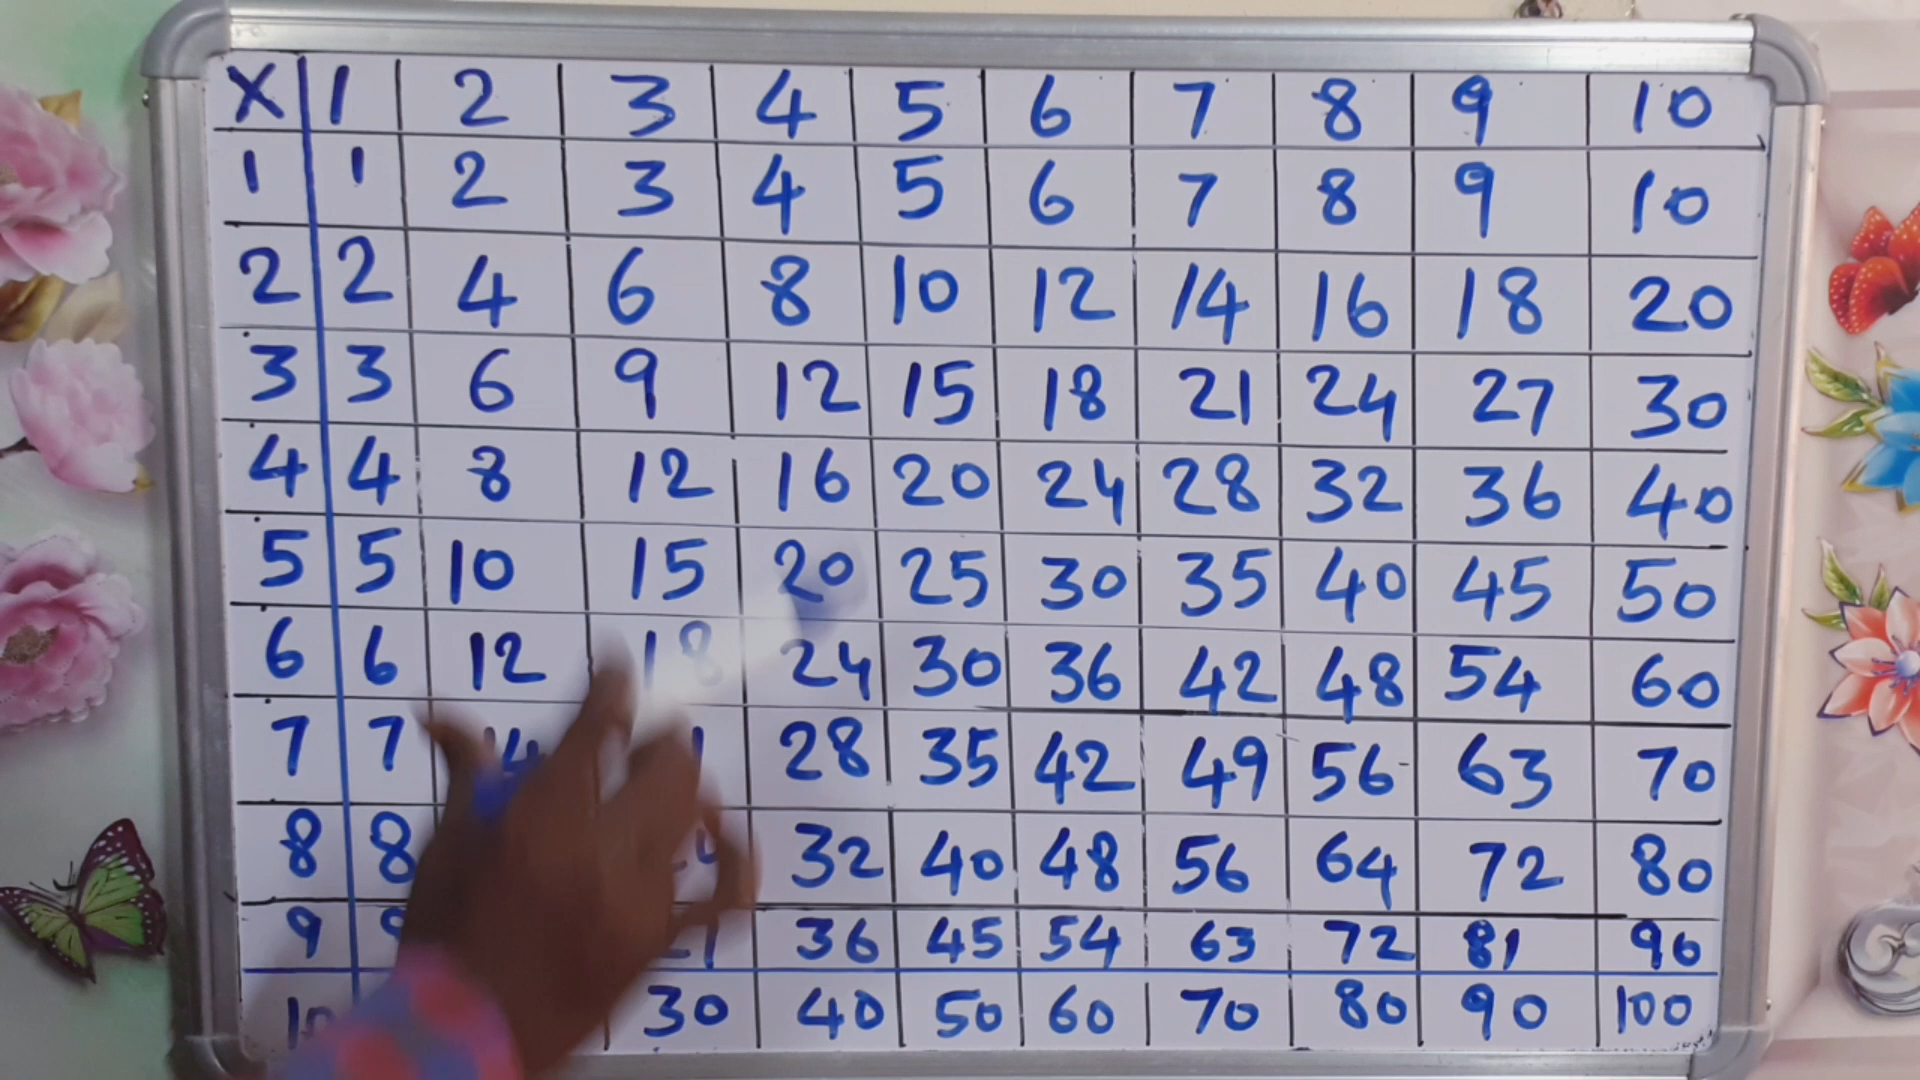 X 1 2 3 4 5 6 7 8 9 10
1 1 2 3 4 5 6 7 8 9 10
2 2 4 6 8 10 12 14 16 18 20
3 3 6 9 12 15 18 21 24 27 30
4 4 8 12 16 20 24 28 32 36 40
5 5 10 15 20 25 30 35 40 45 50
6 6 12 18 24 30 36 42 48 54 60
7 7 14 28 35 42 49 56 63 70
8 8 32 40 48 56 64 72 80
9 36 45 54 63 72 81 90
10 30 40 50 60 70 80 90 100